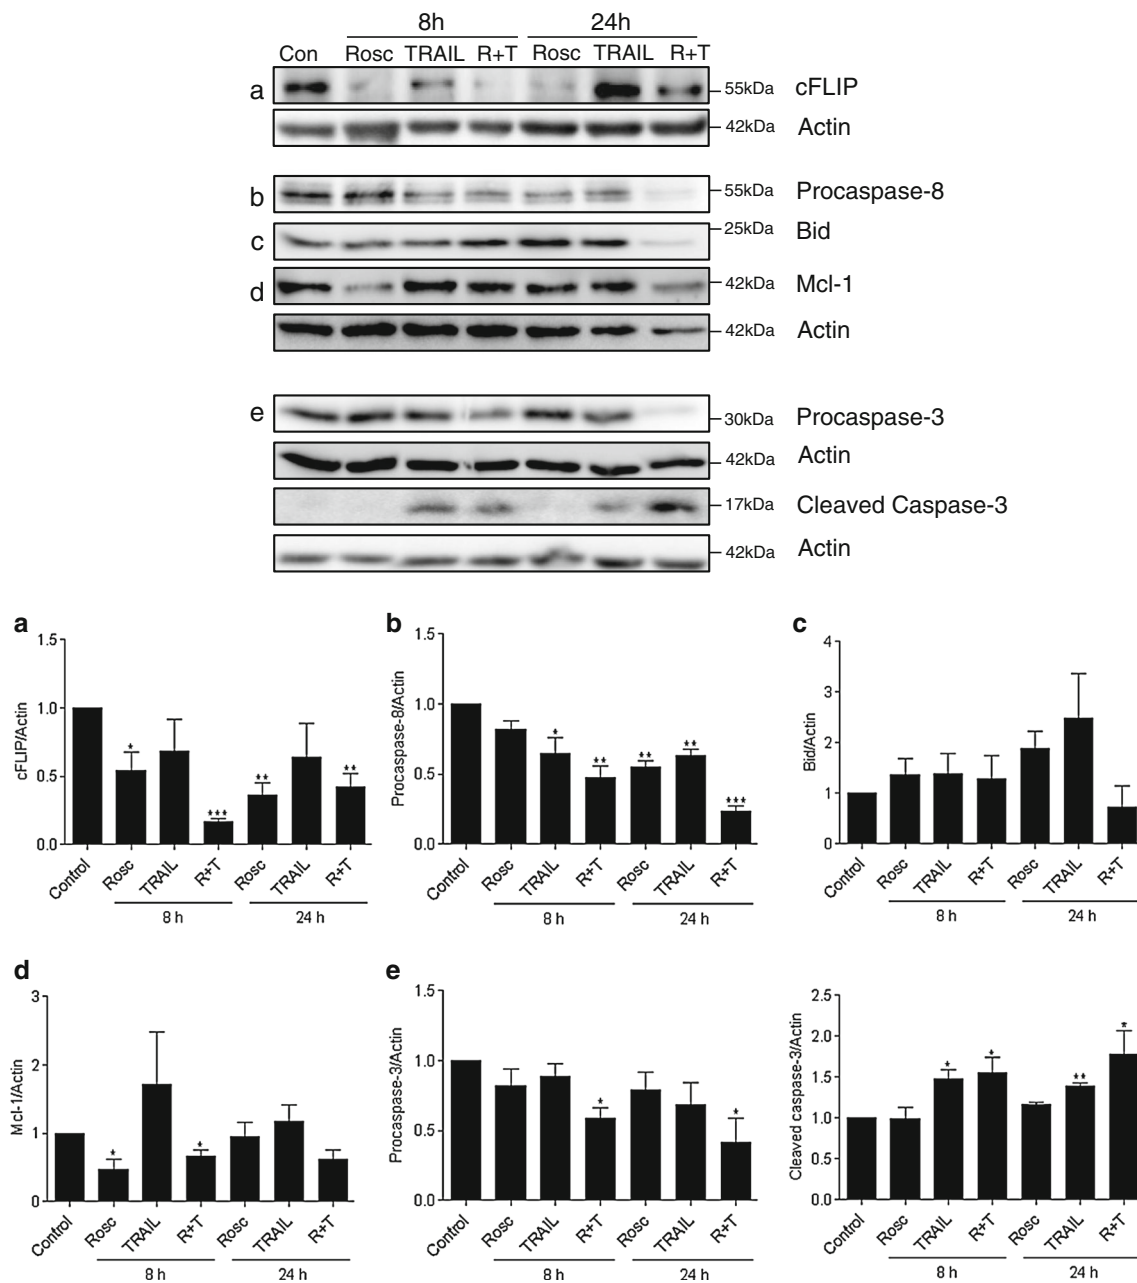 8h 24h
Con Rosc TRAIL R+T Rosc TRAIL R+T
a 55kDa cFLIP
42kDa Actin
b 55kDa Procaspase-8
c 25kDa Bid
d 42kDa Mcl-1
42kDa Actin
e 30kDa Procaspase-3
42kDa Actin
17kDa Cleaved Caspase-3
42kDa Actin
a
cFLIP/Actin
1.5
1.0
0.5
0.0
* *** ** **
Control Rosc TRAIL R+T Rosc TRAIL R+T
8 h 24 h
b
Procaspase-8/Actin
1.5
1.0
0.5
0.0
* ** ** ** ***
Control Rosc TRAIL R+T Rosc TRAIL R+T
8 h 24 h
c
Bid/Actin
4
3
2
1
0
Control Rosc TRAIL R+T Rosc TRAIL R+T
8 h 24 h
d
Mcl-1/Actin
3
2
1
0
* *
Control Rosc TRAIL R+T Rosc TRAIL R+T
8 h 24 h
e
Procaspase-3/Actin
1.5
1.0
0.5
0.0
* *
Control Rosc TRAIL R+T Rosc TRAIL R+T
8 h 24 h
Cleaved caspase-3/Actin
2.5
2.0
1.5
1.0
0.5
0.0
* * ** *
Control Rosc TRAIL R+T Rosc TRAIL R+T
8 h 24 h